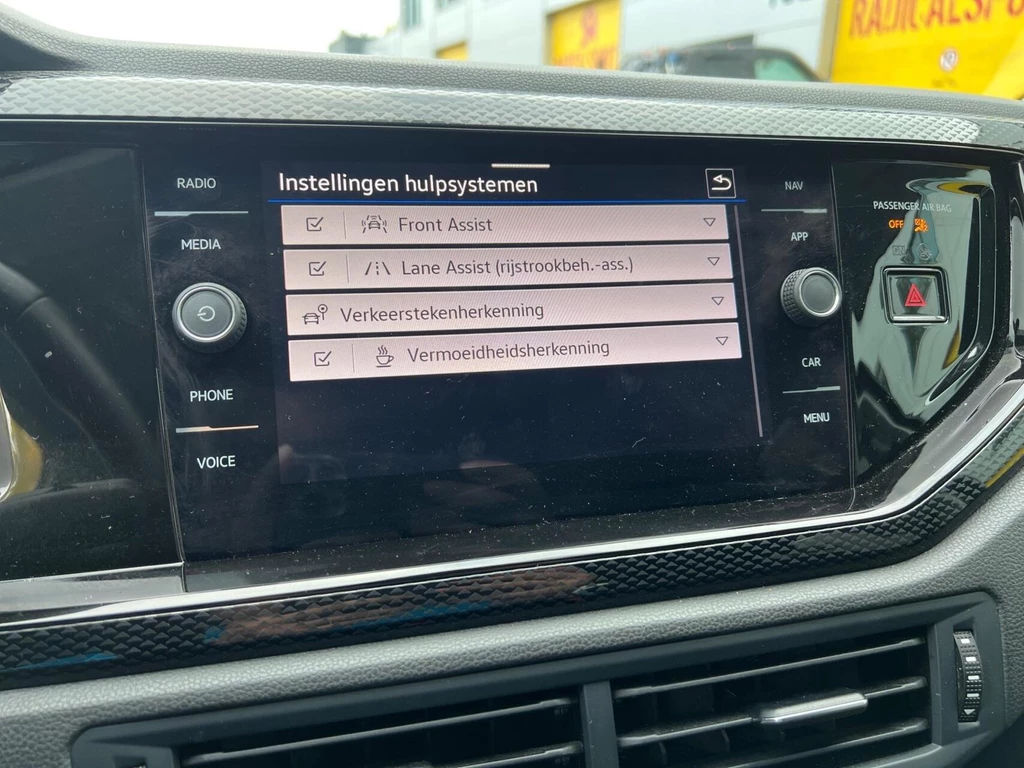 RADICALSPO
RADIO
MEDIA
PHONE
VOICE
Instellingen hulpsystemen
Front Assist
Lane Assist (rijstrookbeh.-ass.)
Verkeerstekenherkenning
Vermoeidheidsherkenning
NAV
APP
CAR
MENU
PASSENGER AIR BAG
OFF